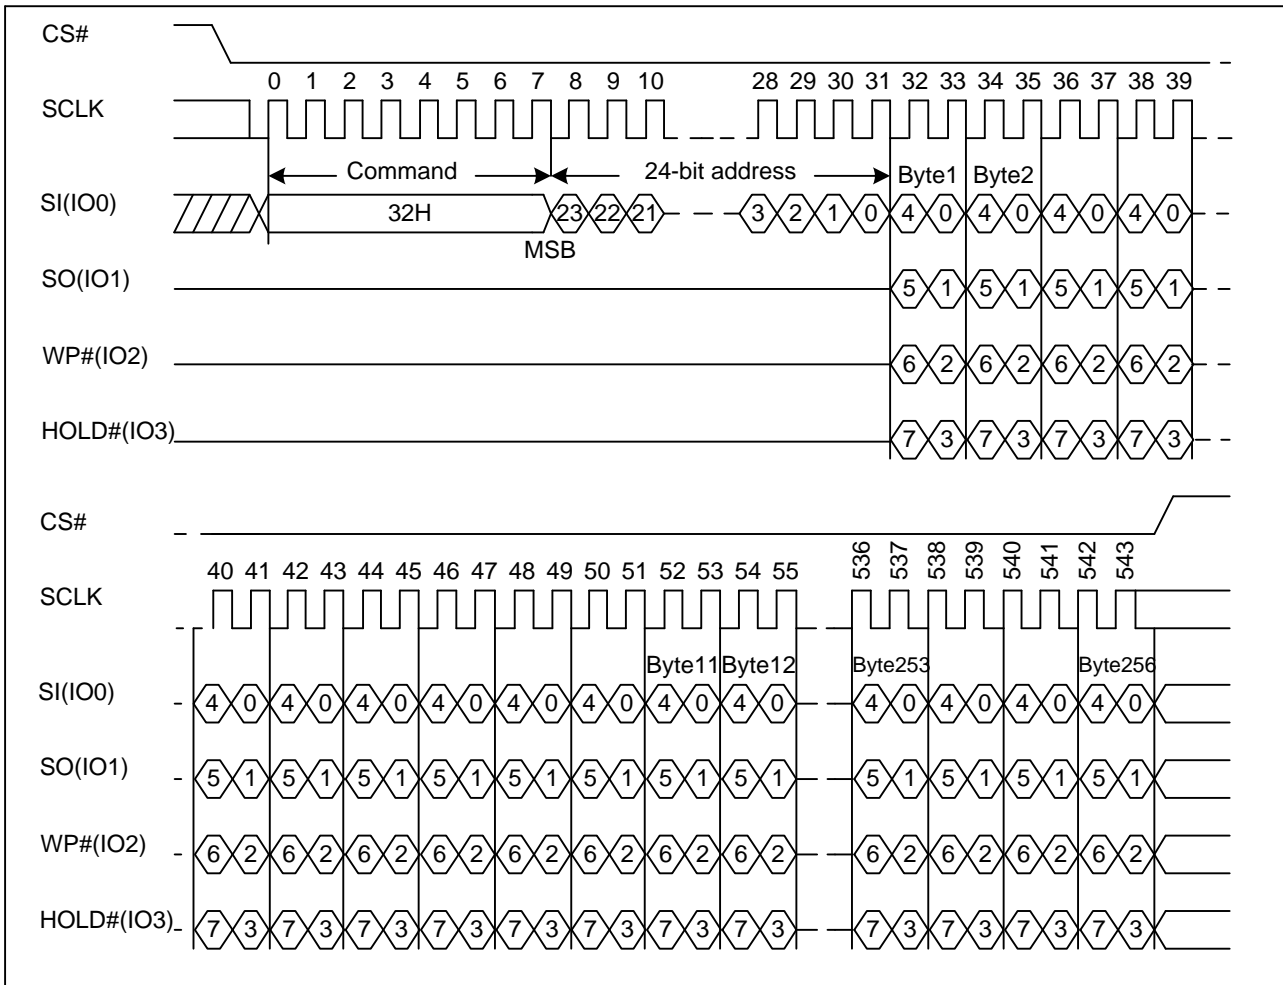 CS#
0 1 2 3 4 5 6 7 8 9 10 28 29 30 31 32 33 34 35 36 37 38 39
SCLK
Command 24-bit address Byte1 Byte2
SI(IO0) 32H 23 22 21 3 2 1 0 4 0 4 0 4 0 4 0
MSB
SO(IO1) 5 1 5 1 5 1 5 1
WP#(IO2) 6 2 6 2 6 2 6 2
HOLD#(IO3) 7 3 7 3 7 3 7 3
CS#
40 41 42 43 44 45 46 47 48 49 50 51 52 53 54 55 536 537 538 539 540 541 542 543
SCLK
Byte11 Byte12 Byte253 Byte256
SI(IO0) 4 0 4 0 4 0 4 0 4 0 4 0 4 0 4 0 4 0 4 0 4 0 4 0
SO(IO1) 5 1 5 1 5 1 5 1 5 1 5 1 5 1 5 1 5 1 5 1 5 1 5 1
WP#(IO2) 6 2 6 2 6 2 6 2 6 2 6 2 6 2 6 2 6 2 6 2 6 2 6 2
HOLD#(IO3) 7 3 7 3 7 3 7 3 7 3 7 3 7 3 7 3 7 3 7 3 7 3 7 3